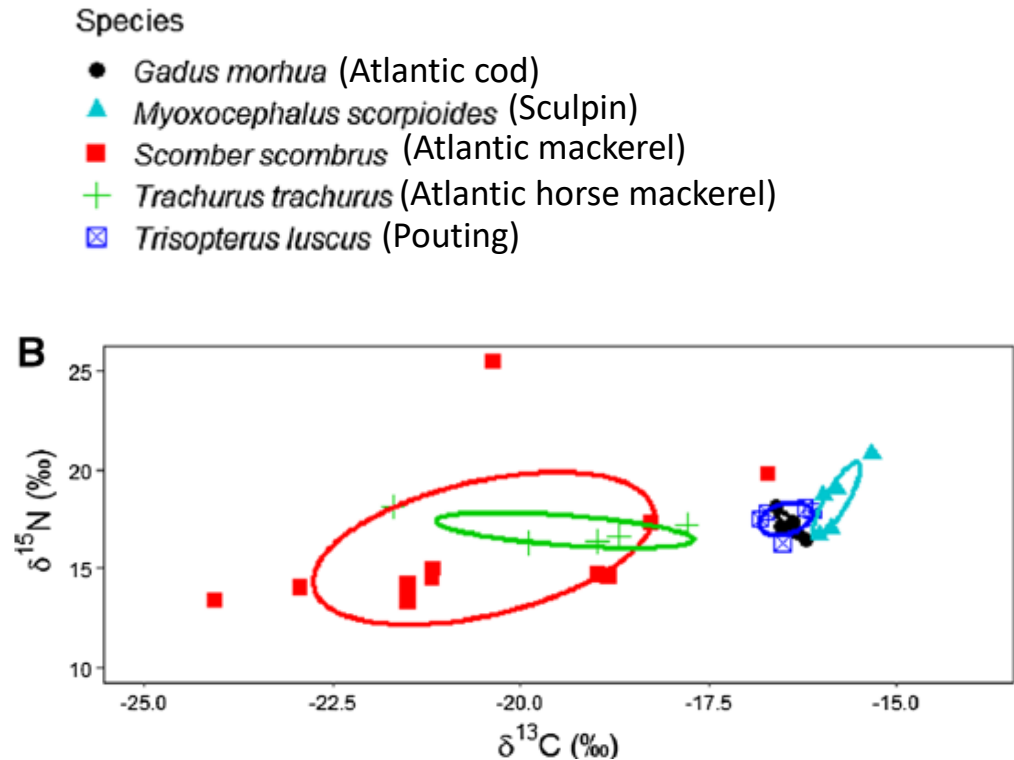 Species
Gadus morhua (Atlantic cod)
Myoxocephalus scorpioides (Sculpin)
Scomber scombrus (Atlantic mackerel)
Trachurus trachurus (Atlantic horse mackerel)
Trisopterus luscus (Pouting)
B
25
20
15
10
δ¹⁵N (‰)
-25.0 -22.5 -20.0 -17.5 -15.0
δ¹³C (‰)